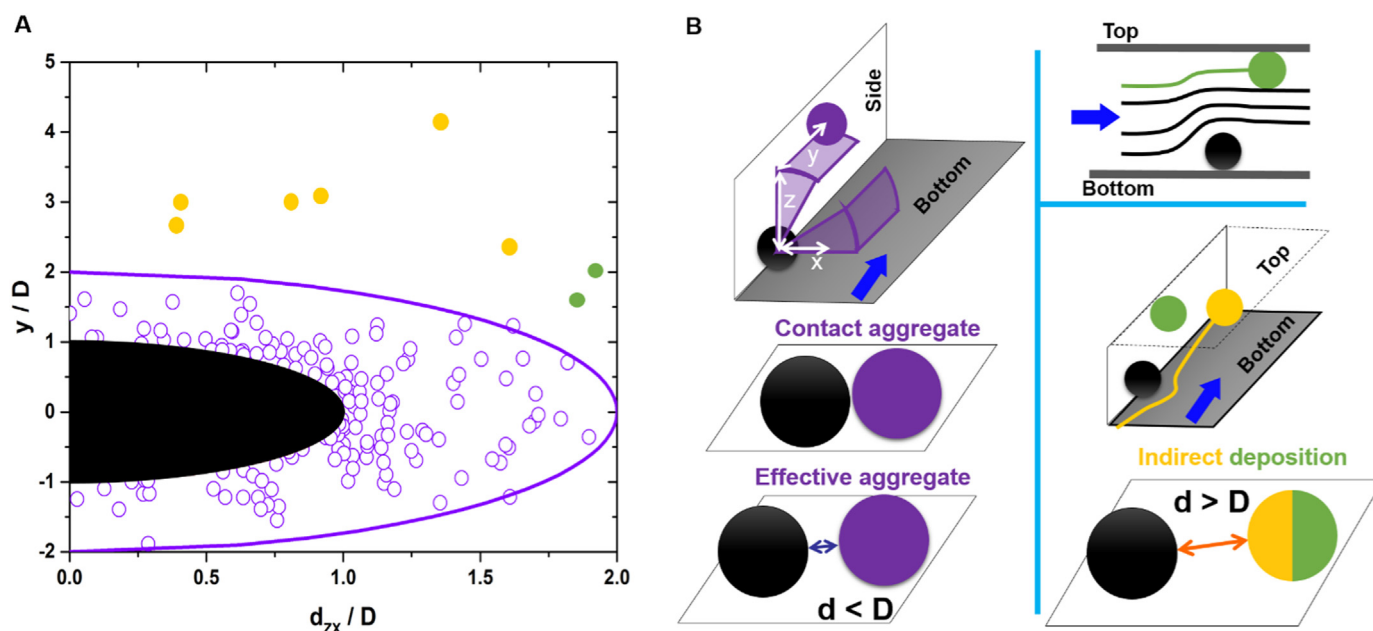 A
5
4
3
2
1
0
-1
-2
y / D
0.0 0.5 1.0 1.5 2.0
d_zx / D
B
Side
y
z
x
Bottom
Contact aggregate
Effective aggregate
d < D
Top
Bottom
Top
Bottom
Indirect deposition
d > D